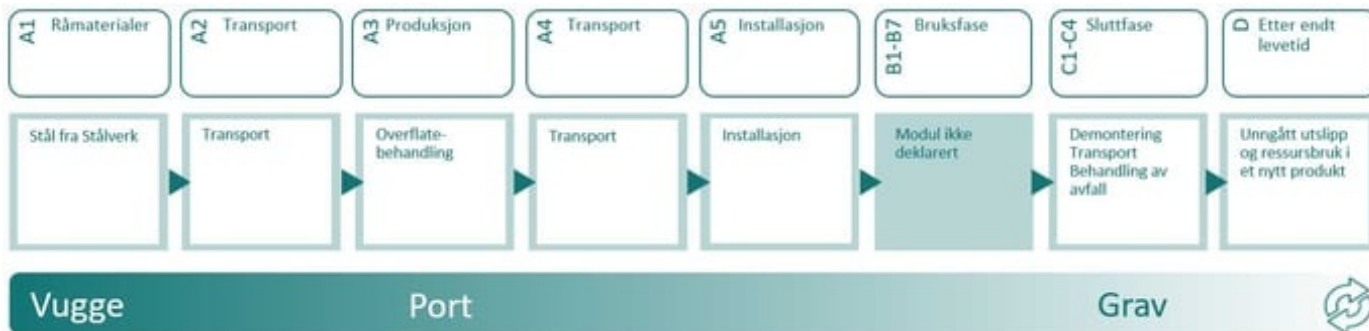 A1 Råmaterialer
A2 Transport
A3 Produksjon
A4 Transport
A5 Installasjon
B1-B7 Bruksfase
C1-C4 Sluttfase
D Etter endt
levetid
Stål fra Stålverk
Transport
Overflate-
behandling
Transport
Installasjon
Modul ikke
deklarert
Demontering
Transport
Behandling av
avfall
Unngått utslipp
og ressursbruk i
et nytt produkt
Vugge
Port
Grav